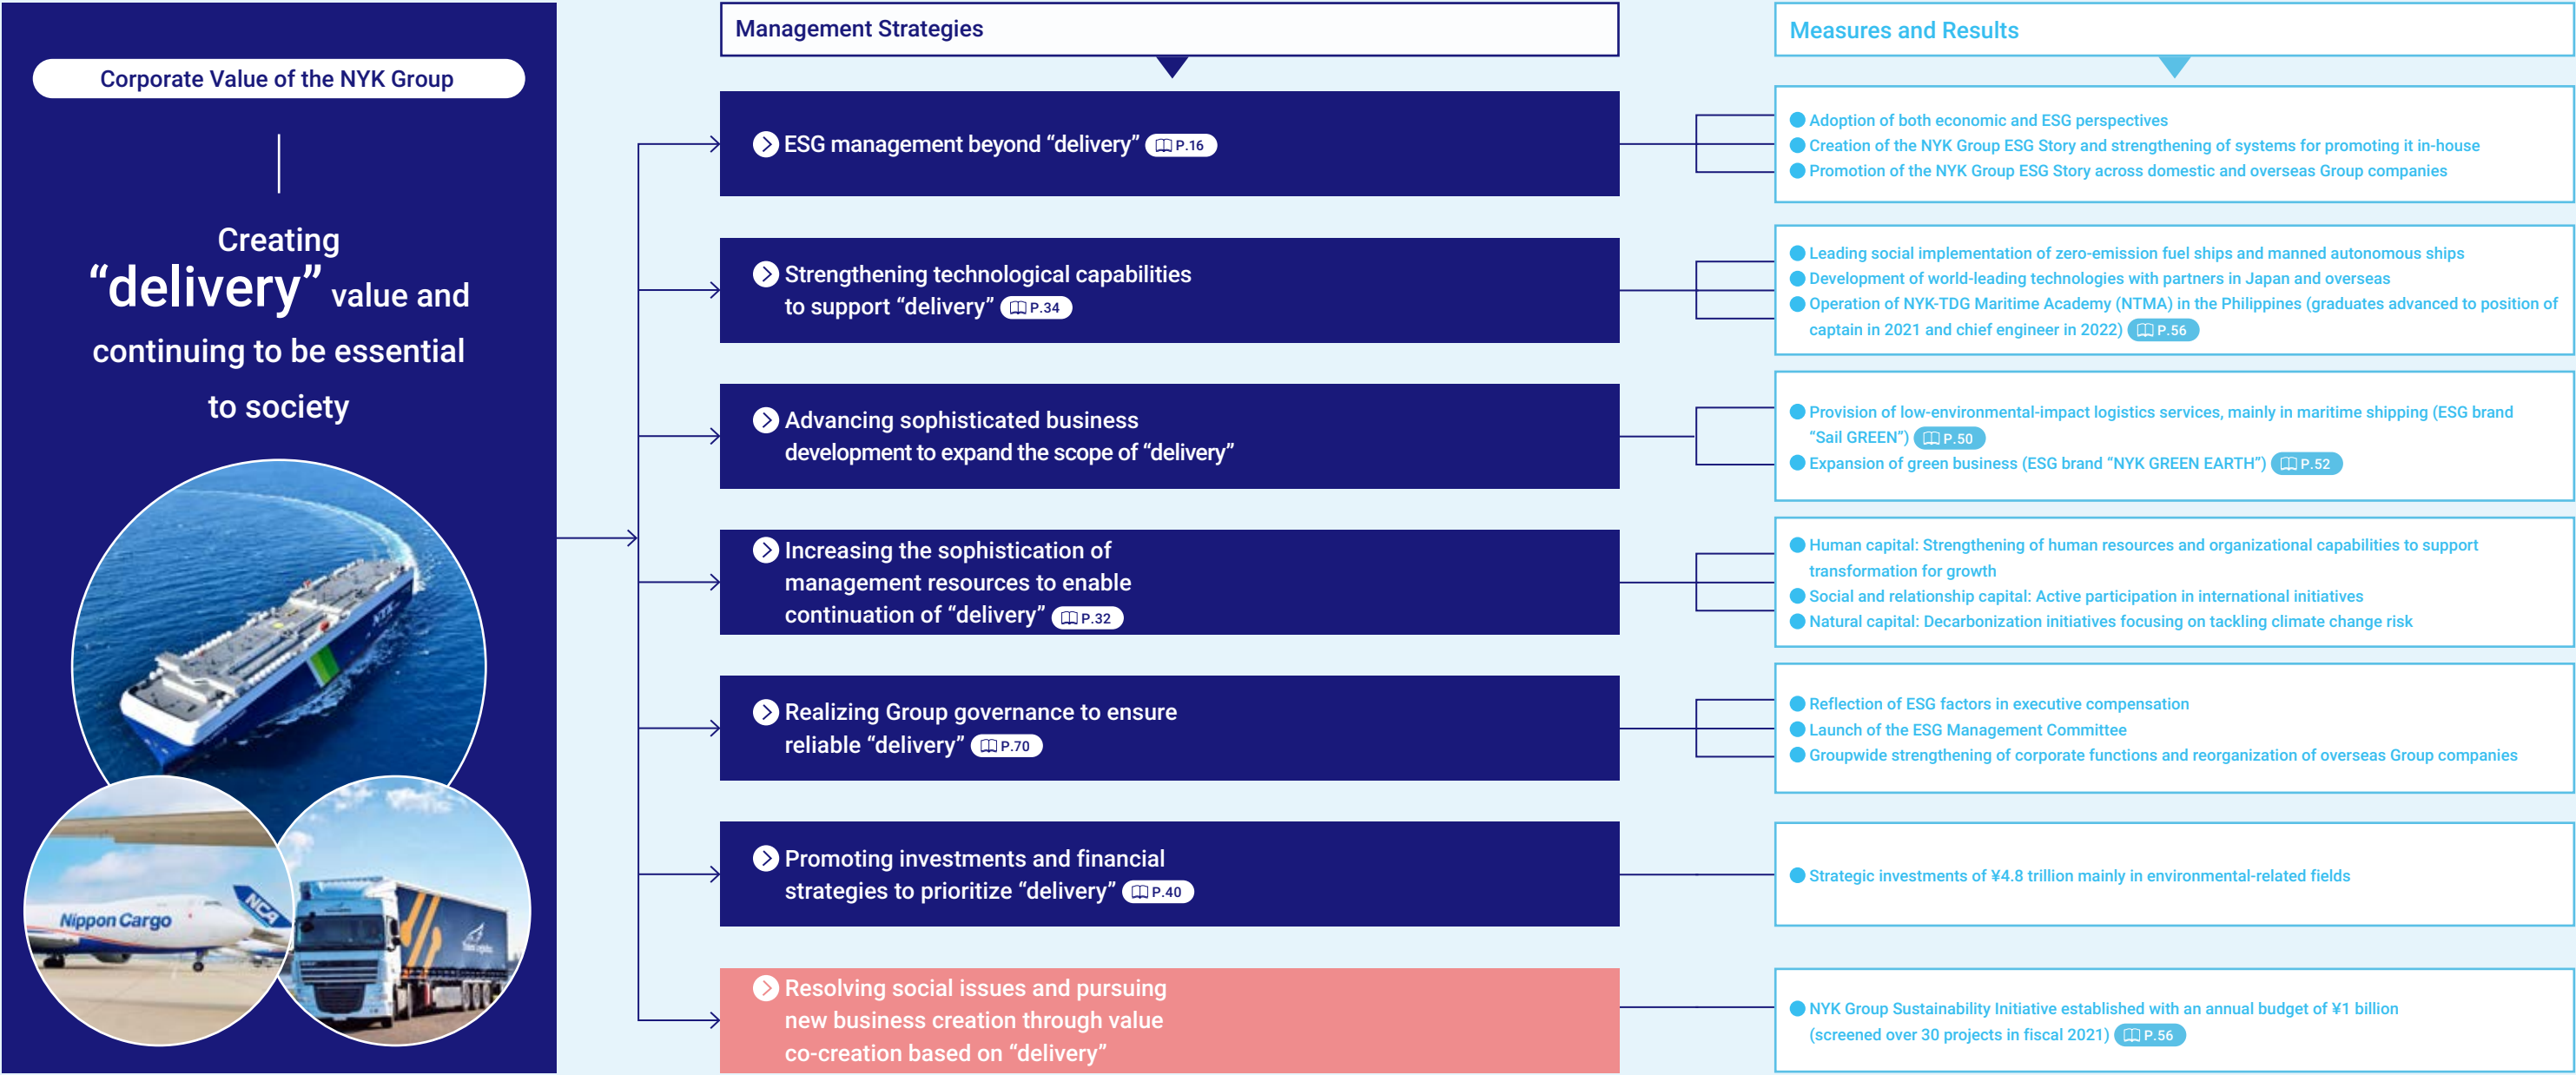 Corporate Value of the NYK Group
Creating
“delivery” value and
continuing to be essential
to society
Nippon Cargo
NCA
NYK
Management Strategies
ESG management beyond “delivery” P.16
Strengthening technological capabilities
to support “delivery” P.34
Advancing sophisticated business
development to expand the scope of “delivery”
Increasing the sophistication of
management resources to enable
continuation of “delivery” P.32
Realizing Group governance to ensure
reliable “delivery” P.70
Promoting investments and financial
strategies to prioritize “delivery” P.40
Resolving social issues and pursuing
new business creation through value
co-creation based on “delivery”
Measures and Results
● Adoption of both economic and ESG perspectives
● Creation of the NYK Group ESG Story and strengthening of systems for promoting it in-house
● Promotion of the NYK Group ESG Story across domestic and overseas Group companies
● Leading social implementation of zero-emission fuel ships and manned autonomous ships
● Development of world-leading technologies with partners in Japan and overseas
● Operation of NYK-TDG Maritime Academy (NTMA) in the Philippines (graduates advanced to position of
captain in 2021 and chief engineer in 2022) P.56
● Provision of low-environmental-impact logistics services, mainly in maritime shipping (ESG brand
“Sail GREEN”) P.50
● Expansion of green business (ESG brand “NYK GREEN EARTH”) P.52
● Human capital: Strengthening of human resources and organizational capabilities to support
transformation for growth
● Social and relationship capital: Active participation in international initiatives
● Natural capital: Decarbonization initiatives focusing on tackling climate change risk
● Reflection of ESG factors in executive compensation
● Launch of the ESG Management Committee
● Groupwide strengthening of corporate functions and reorganization of overseas Group companies
● Strategic investments of ¥4.8 trillion mainly in environmental-related fields
● NYK Group Sustainability Initiative established with an annual budget of ¥1 billion
(screened over 30 projects in fiscal 2021) P.56